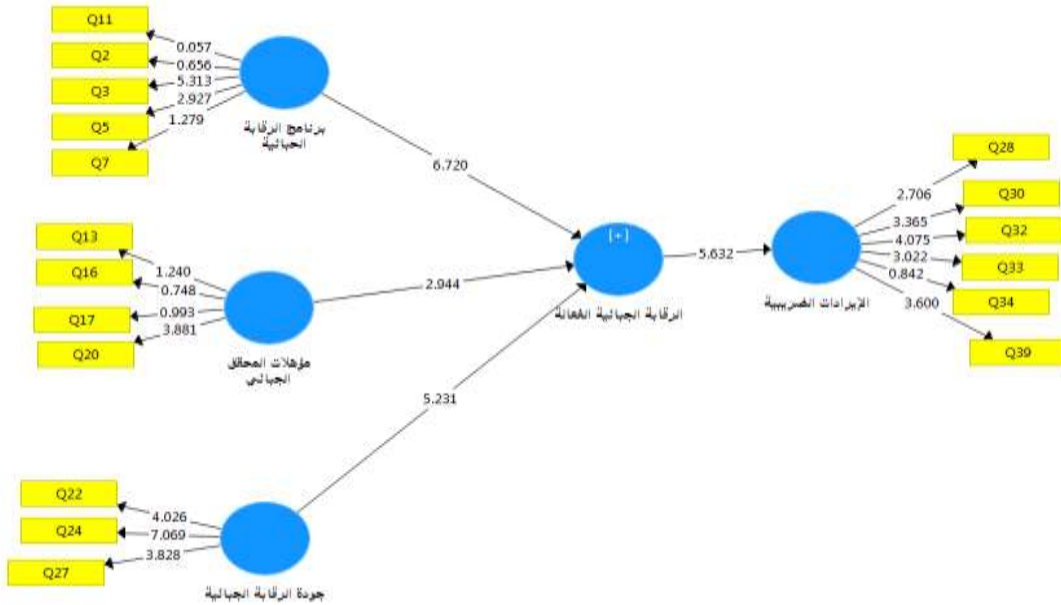 Q11
Q2
Q3
Q5
Q7
0.057
0.656
5.313
2.927
1.279
برنامج الرقابة
الجبائية
6.720
Q13
Q16
Q17
Q20
1.240
0.748
0.993
3.881
مؤهلات المحقق
الجبائي
2.944
Q22
Q24
Q27
4.026
7.069
3.828
جودة الرقابة الجبائية
5.231
[+]
الرقابة الجبائية الفعالة
5.632
الإيرادات الضريبية
2.706
3.365
4.075
3.022
0.842
3.600
Q28
Q30
Q32
Q33
Q34
Q39